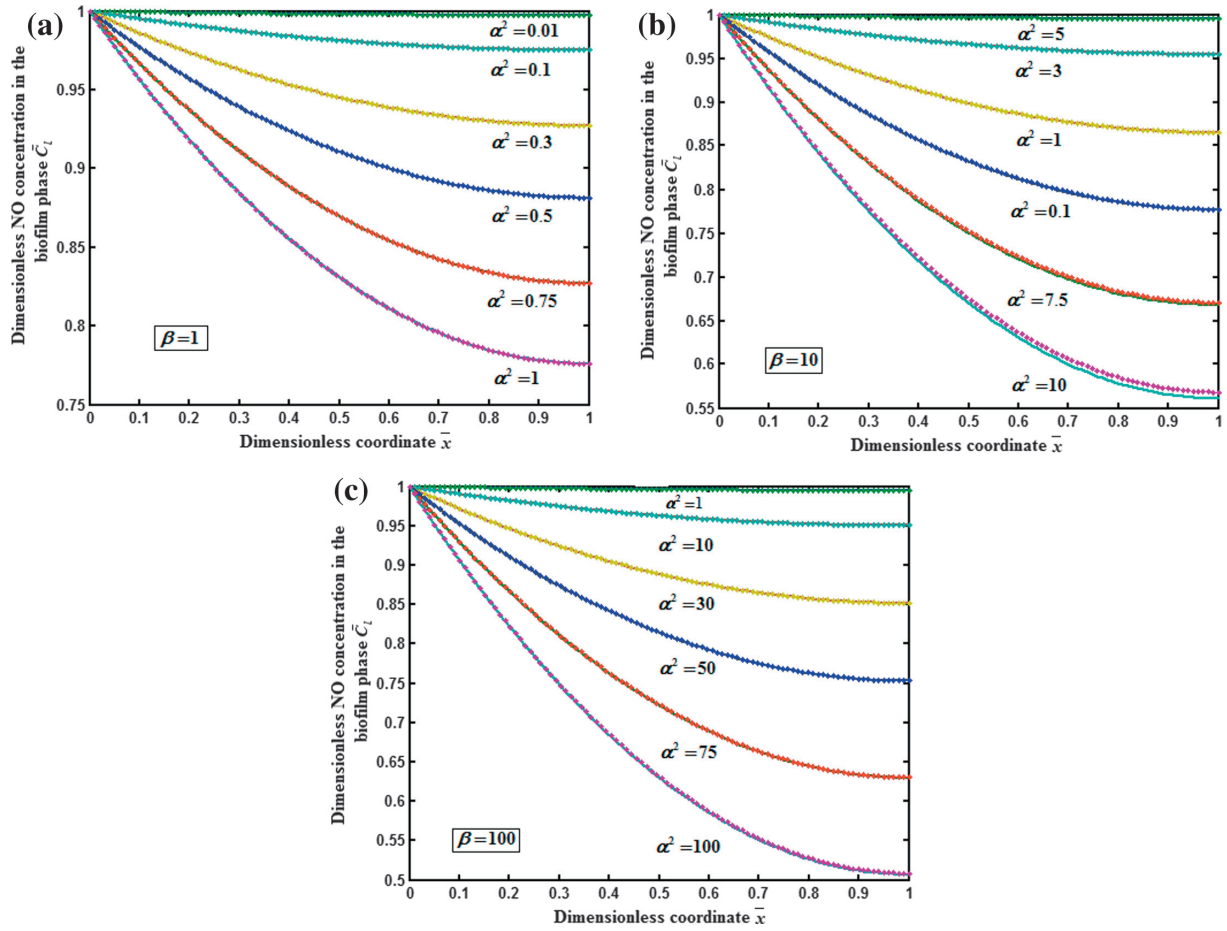 (a)
Dimensionless NO concentration in the
biofilm phase C̄_l
1
0.95
0.9
0.85
0.8
0.75
α²=0.01
α²=0.1
α²=0.3
α²=0.5
α²=0.75
α²=1
β=1
0 0.1 0.2 0.3 0.4 0.5 0.6 0.7 0.8 0.9 1
Dimensionless coordinate x̄
(b)
Dimensionless NO concentration in the
biofilm phase C̄_l
1
0.95
0.9
0.85
0.8
0.75
0.7
0.65
0.6
0.55
α²=5
α²=3
α²=1
α²=0.1
α²=7.5
α²=10
β=10
0 0.1 0.2 0.3 0.4 0.5 0.6 0.7 0.8 0.9 1
Dimensionless coordinate x̄
(c)
Dimensionless NO concentration in the
biofilm phase C̄_l
1
0.95
0.9
0.85
0.8
0.75
0.7
0.65
0.6
0.55
0.5
α²=1
α²=10
α²=30
α²=50
α²=75
α²=100
β=100
0 0.1 0.2 0.3 0.4 0.5 0.6 0.7 0.8 0.9 1
Dimensionless coordinate x̄